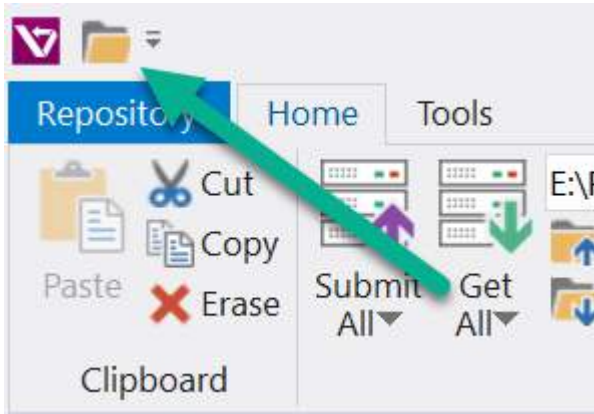 Repository Home Tools
Cut
E:\
Copy
Paste
Submit Get
Erase
All All
Clipboard